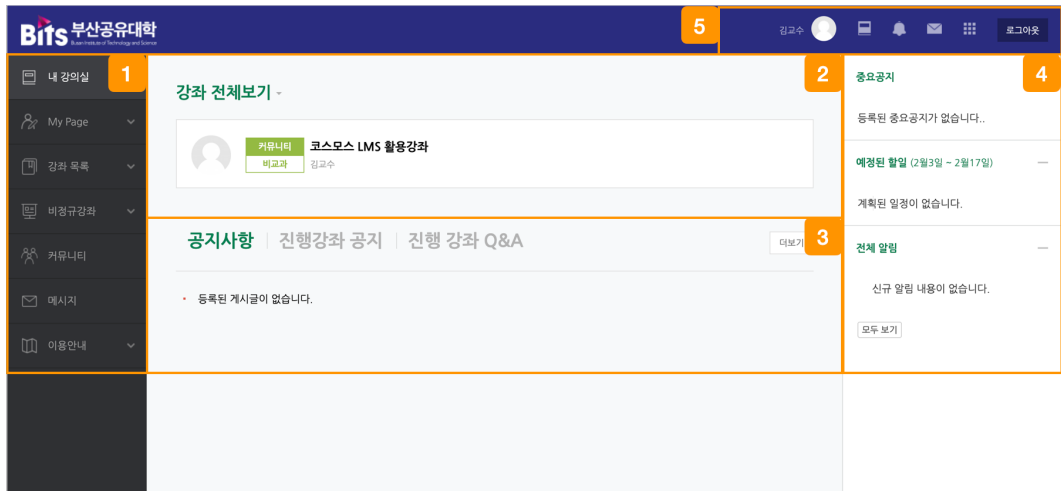 Bits 부산공유대학
Busan Institute of Technology and Science
5
김교수
로그아웃
내 강의실
1
My Page
강좌 목록
비정규강좌
커뮤니티
메시지
이용안내
2
강좌 전체보기
커뮤니티 코스모스 LMS 활용강좌
비교과 김교수
공지사항 진행강좌 공지 진행 강좌 Q&A
더보기
3
• 등록된 게시글이 없습니다.
중요공지
4
등록된 중요공지가 없습니다..
예정된 할일 (2월3일 ~ 2월17일)
계획된 일정이 없습니다.
전체 알림
신규 알림 내용이 없습니다.
모두 보기